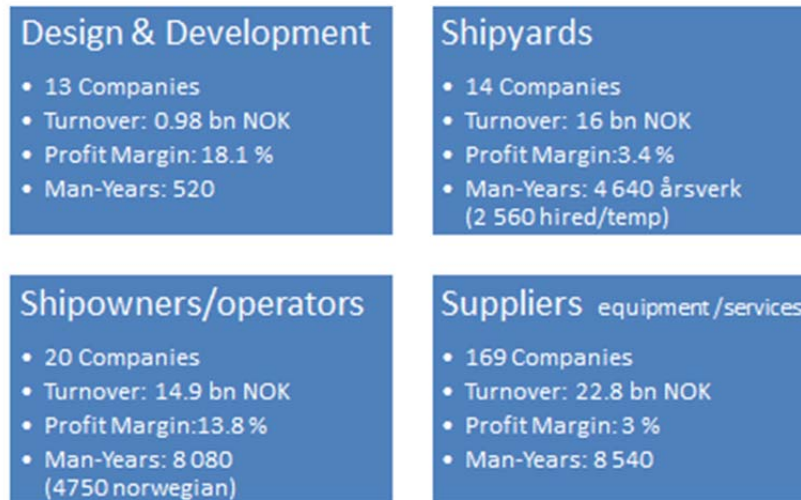 Design & Development
• 13 Companies
• Turnover: 0.98 bn NOK
• Profit Margin: 18.1 %
• Man-Years: 520
Shipyards
• 14 Companies
• Turnover: 16 bn NOK
• Profit Margin:3.4 %
• Man-Years: 4 640 årsverk
(2 560 hired/temp)
Shipowners/operators
• 20 Companies
• Turnover: 14.9 bn NOK
• Profit Margin:13.8 %
• Man-Years: 8 080
(4750 norwegian)
Suppliers equipment/services
• 169 Companies
• Turnover: 22.8 bn NOK
• Profit Margin: 3 %
• Man-Years: 8 540